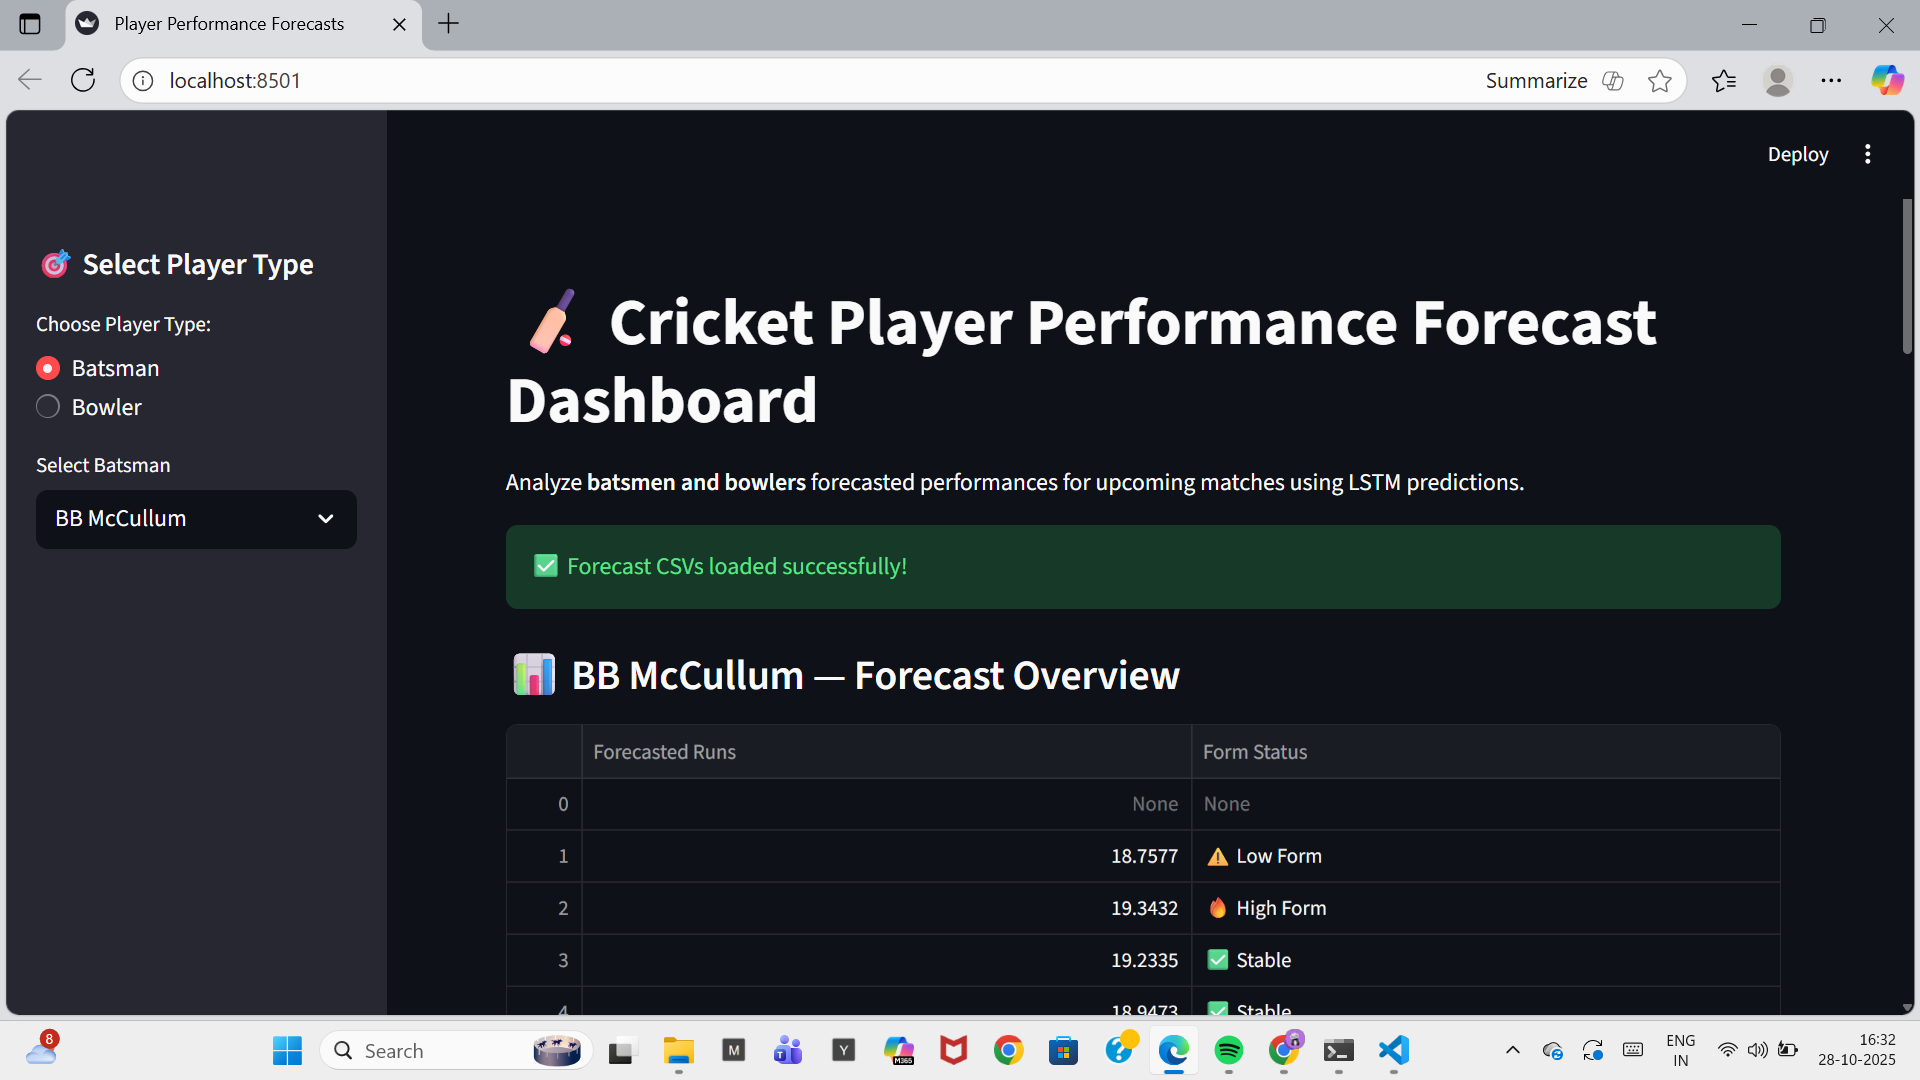 Player Performance Forecasts
localhost:8501
Summarize
Deploy
Select Player Type
Choose Player Type:
Batsman
Bowler
Select Batsman
BB McCullum
Cricket Player Performance Forecast
Dashboard
Analyze batsmen and bowlers forecasted performances for upcoming matches using LSTM predictions.
Forecast CSVs loaded successfully!
BB McCullum — Forecast Overview
Forecasted Runs Form Status
0 None None
1 18.7577 Low Form
2 19.3432 High Form
3 19.2335 Stable
4 18.9473 Stable
8
Search
M
T
Y
M365
ENG
IN
16:32
28-10-2025